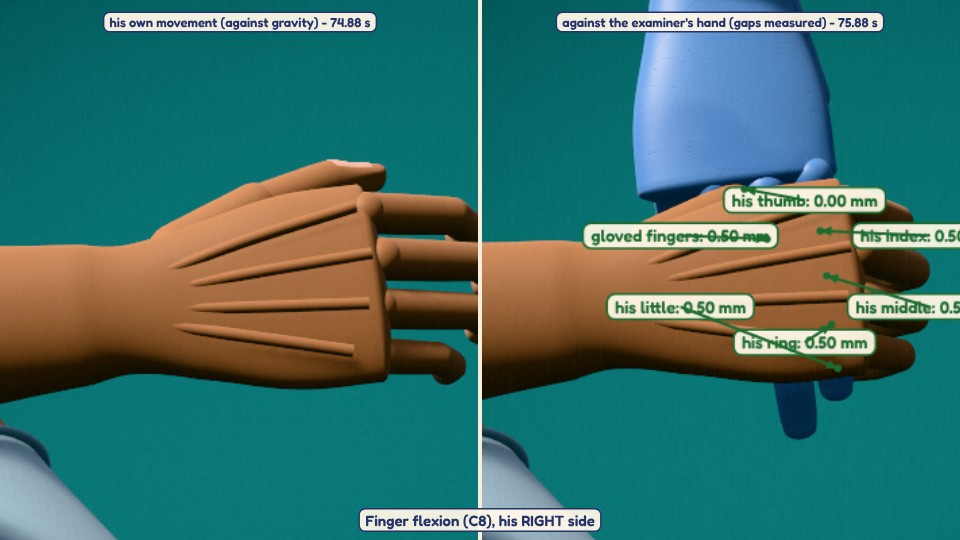 his own movement (against gravity) - 74.88 s
against the examiner's hand (gaps measured) - 75.88 s
his thumb: 0.00 mm
gloved fingers: 0.50 mm
his index: 0.50
his little: 0.50 mm
his middle: 0.5
his ring: 0.50 mm
Finger flexion (C8), his RIGHT side